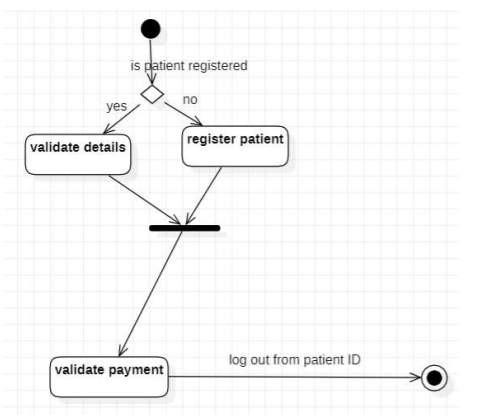 is patient registered
yes
no
validate details
register patient
validate payment
log out from patient ID